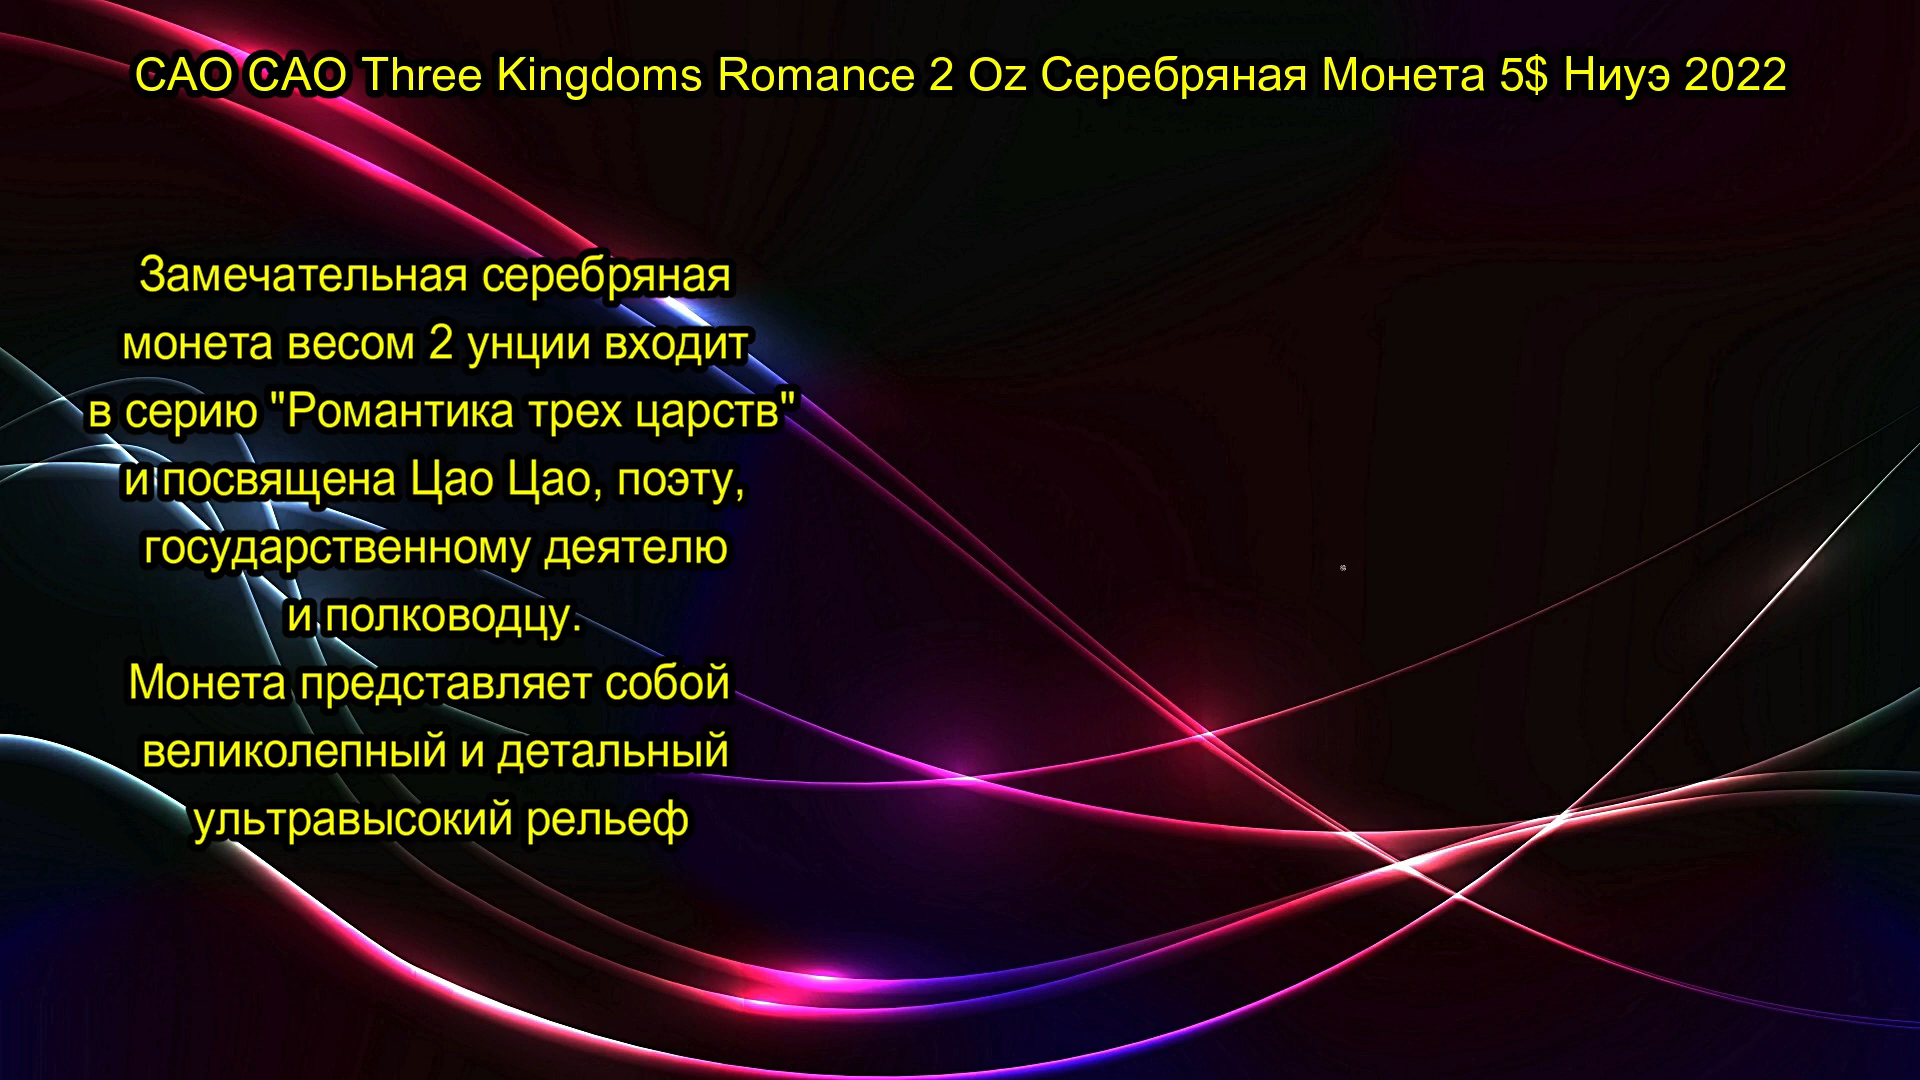 CAO CAO Three Kingdoms Romance 2 Oz Серебряная Монета 5$ Ниуэ 2022
Замечательная серебряная
монета весом 2 унции входит
в серию "Романтика трех царств"
и посвящена Цао Цао, поэту,
государственному деятелю
и полководцу.
Монета представляет собой
великолепный и детальный
ультравысокий рельеф